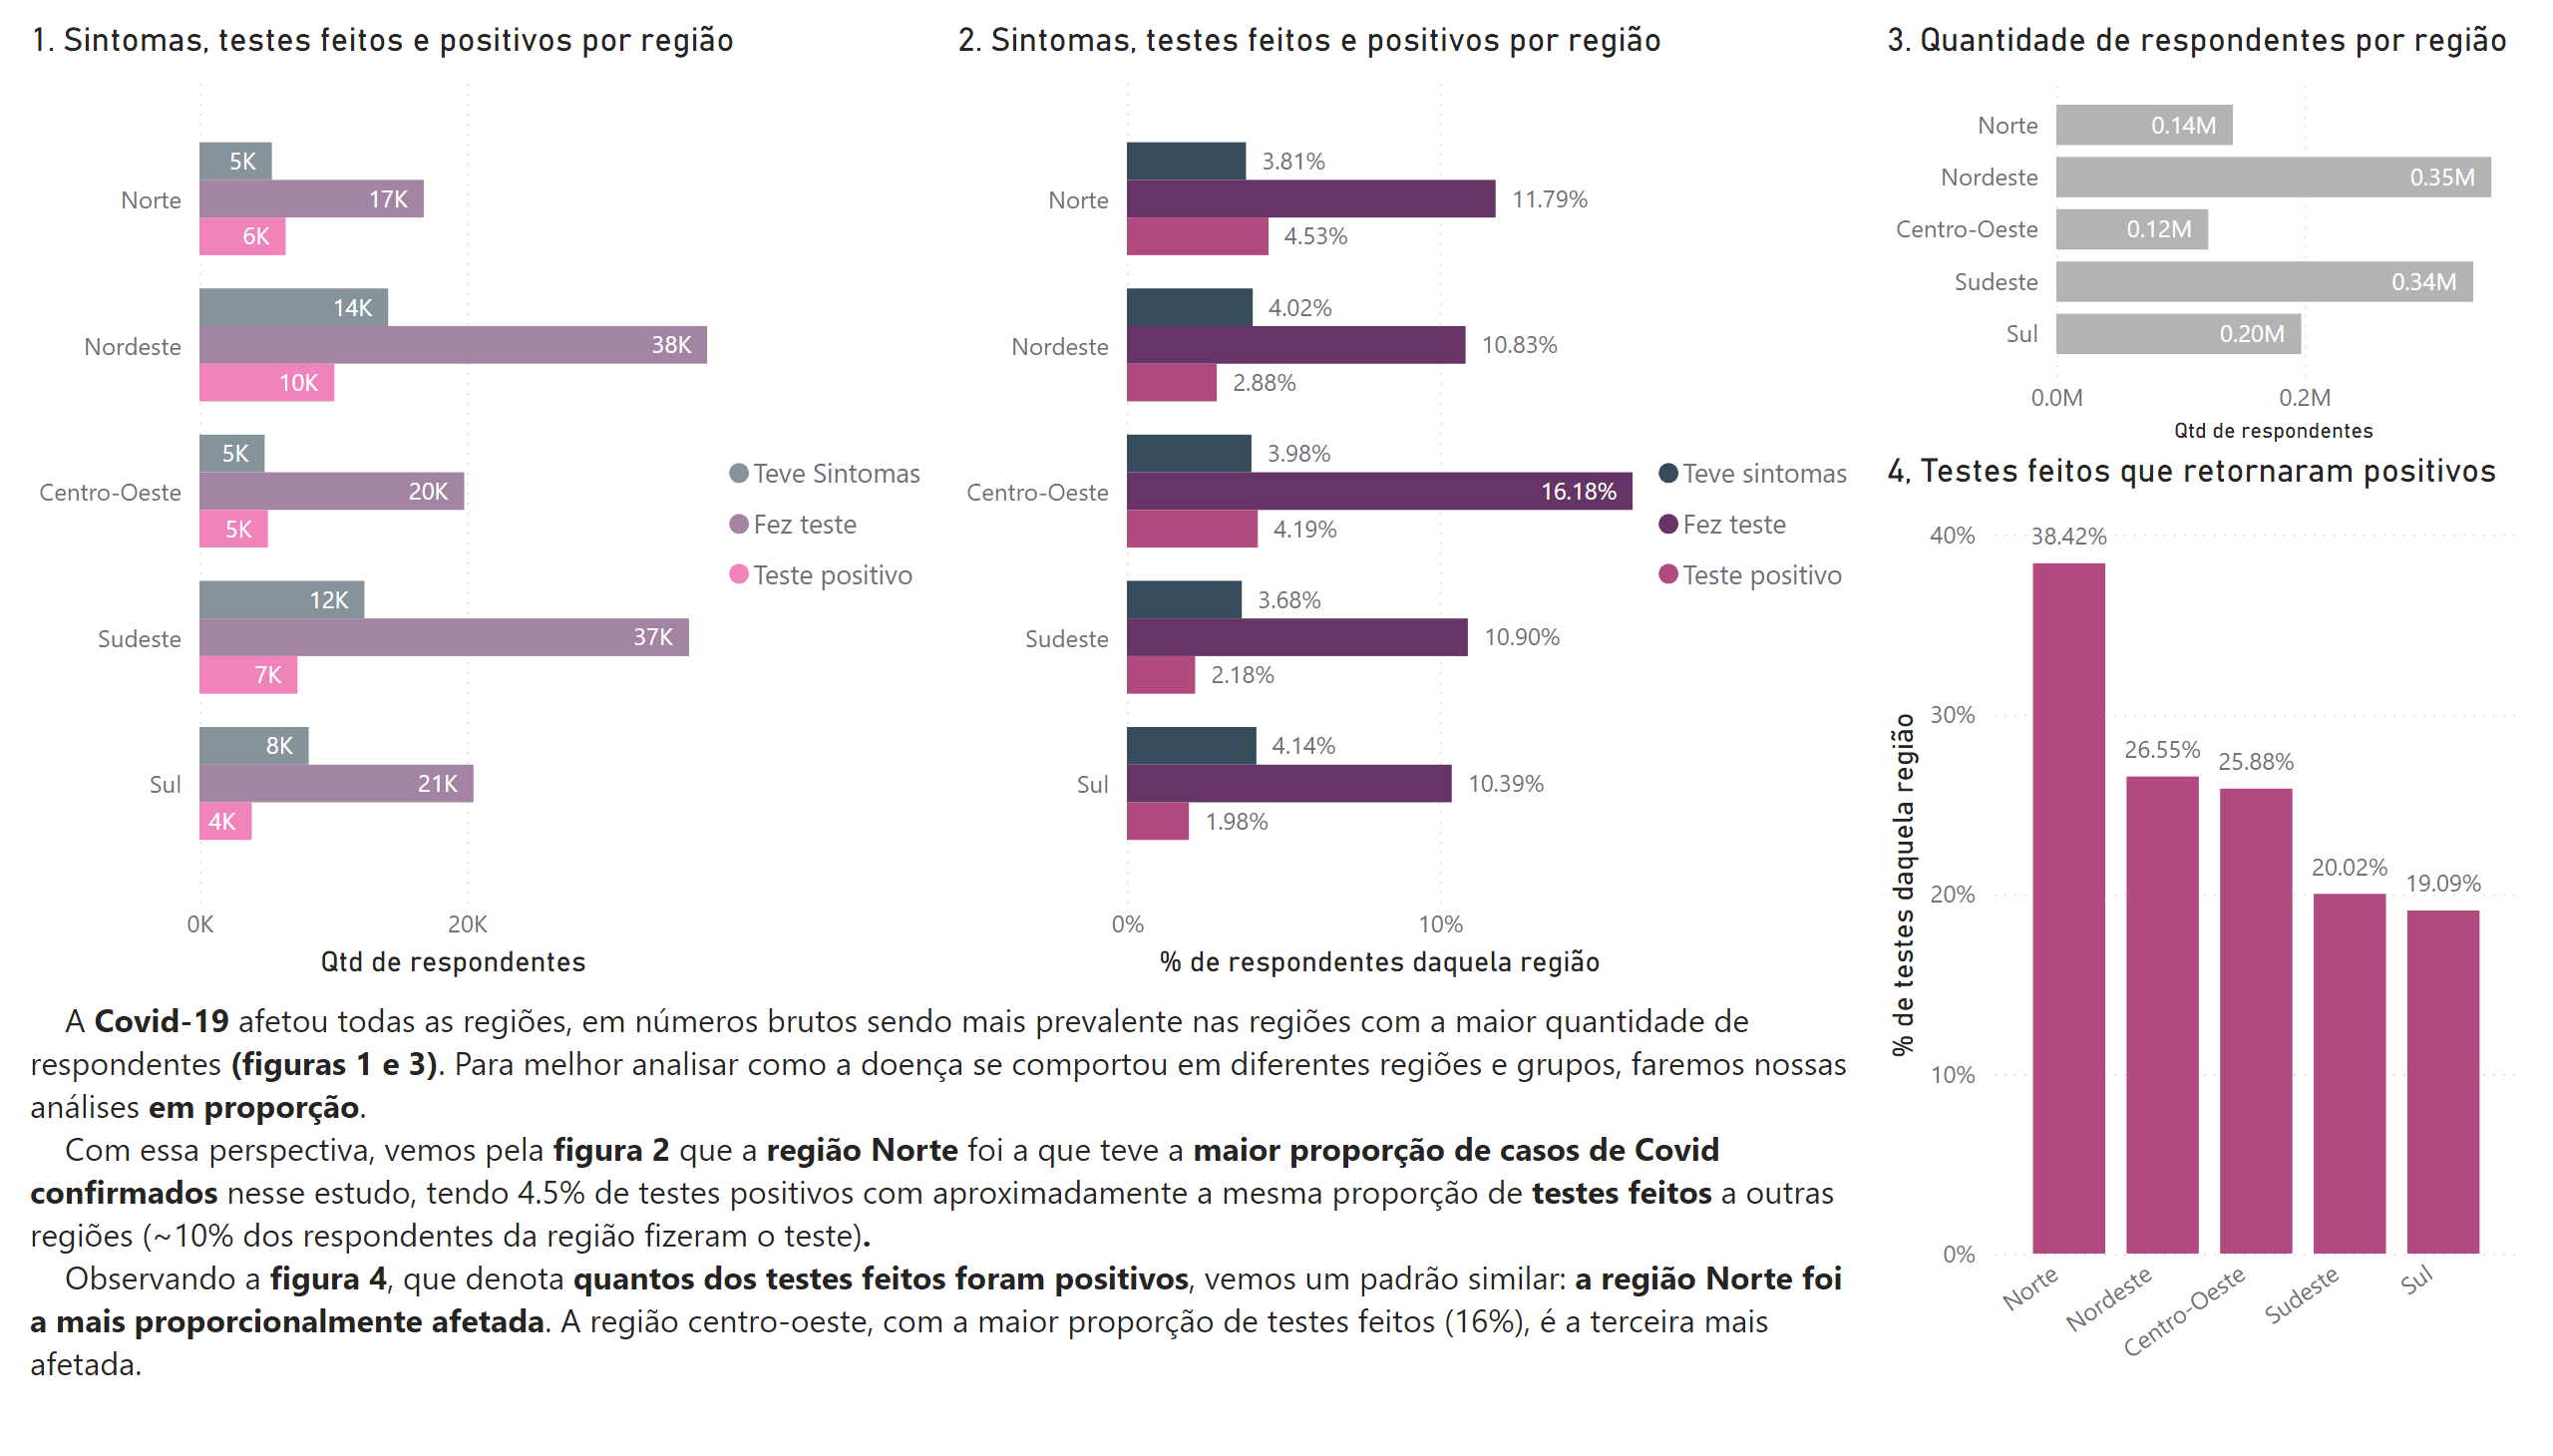 1. Sintomas, testes feitos e positivos por região
Norte
5K
17K
6K
Nordeste
14K
38K
10K
Centro-Oeste
5K
20K
5K
Sudeste
12K
37K
7K
Sul
8K
21K
4K
0K
20K
Qtd de respondentes
Teve Sintomas
Fez teste
Teste positivo
2. Sintomas, testes feitos e positivos por região
Norte
3.81%
11.79%
4.53%
Nordeste
4.02%
10.83%
2.88%
Centro-Oeste
3.98%
16.18%
4.19%
Sudeste
3.68%
10.90%
2.18%
Sul
4.14%
10.39%
1.98%
0%
10%
% de respondentes daquela região
Teve sintomas
Fez teste
Teste positivo
3. Quantidade de respondentes por região
Norte
0.14M
Nordeste
0.35M
Centro-Oeste
0.12M
Sudeste
0.34M
Sul
0.20M
0.0M
0.2M
Qtd de respondentes
4, Testes feitos que retornaram positivos
% de testes daquela região
40%
30%
20%
10%
0%
38.42%
26.55%
25.88%
20.02%
19.09%
Norte
Nordeste
Centro-Oeste
Sudeste
Sul
A Covid-19 afetou todas as regiões, em números brutos sendo mais prevalente nas regiões com a maior quantidade de
respondentes (figuras 1 e 3). Para melhor analisar como a doença se comportou em diferentes regiões e grupos, faremos nossas
análises em proporção.
Com essa perspectiva, vemos pela figura 2 que a região Norte foi a que teve a maior proporção de casos de Covid
confirmados nesse estudo, tendo 4.5% de testes positivos com aproximadamente a mesma proporção de testes feitos a outras
regiões (~10% dos respondentes da região fizeram o teste).
Observando a figura 4, que denota quantos dos testes feitos foram positivos, vemos um padrão similar: a região Norte foi
a mais proporcionalmente afetada. A região centro-oeste, com a maior proporção de testes feitos (16%), é a terceira mais
afetada.